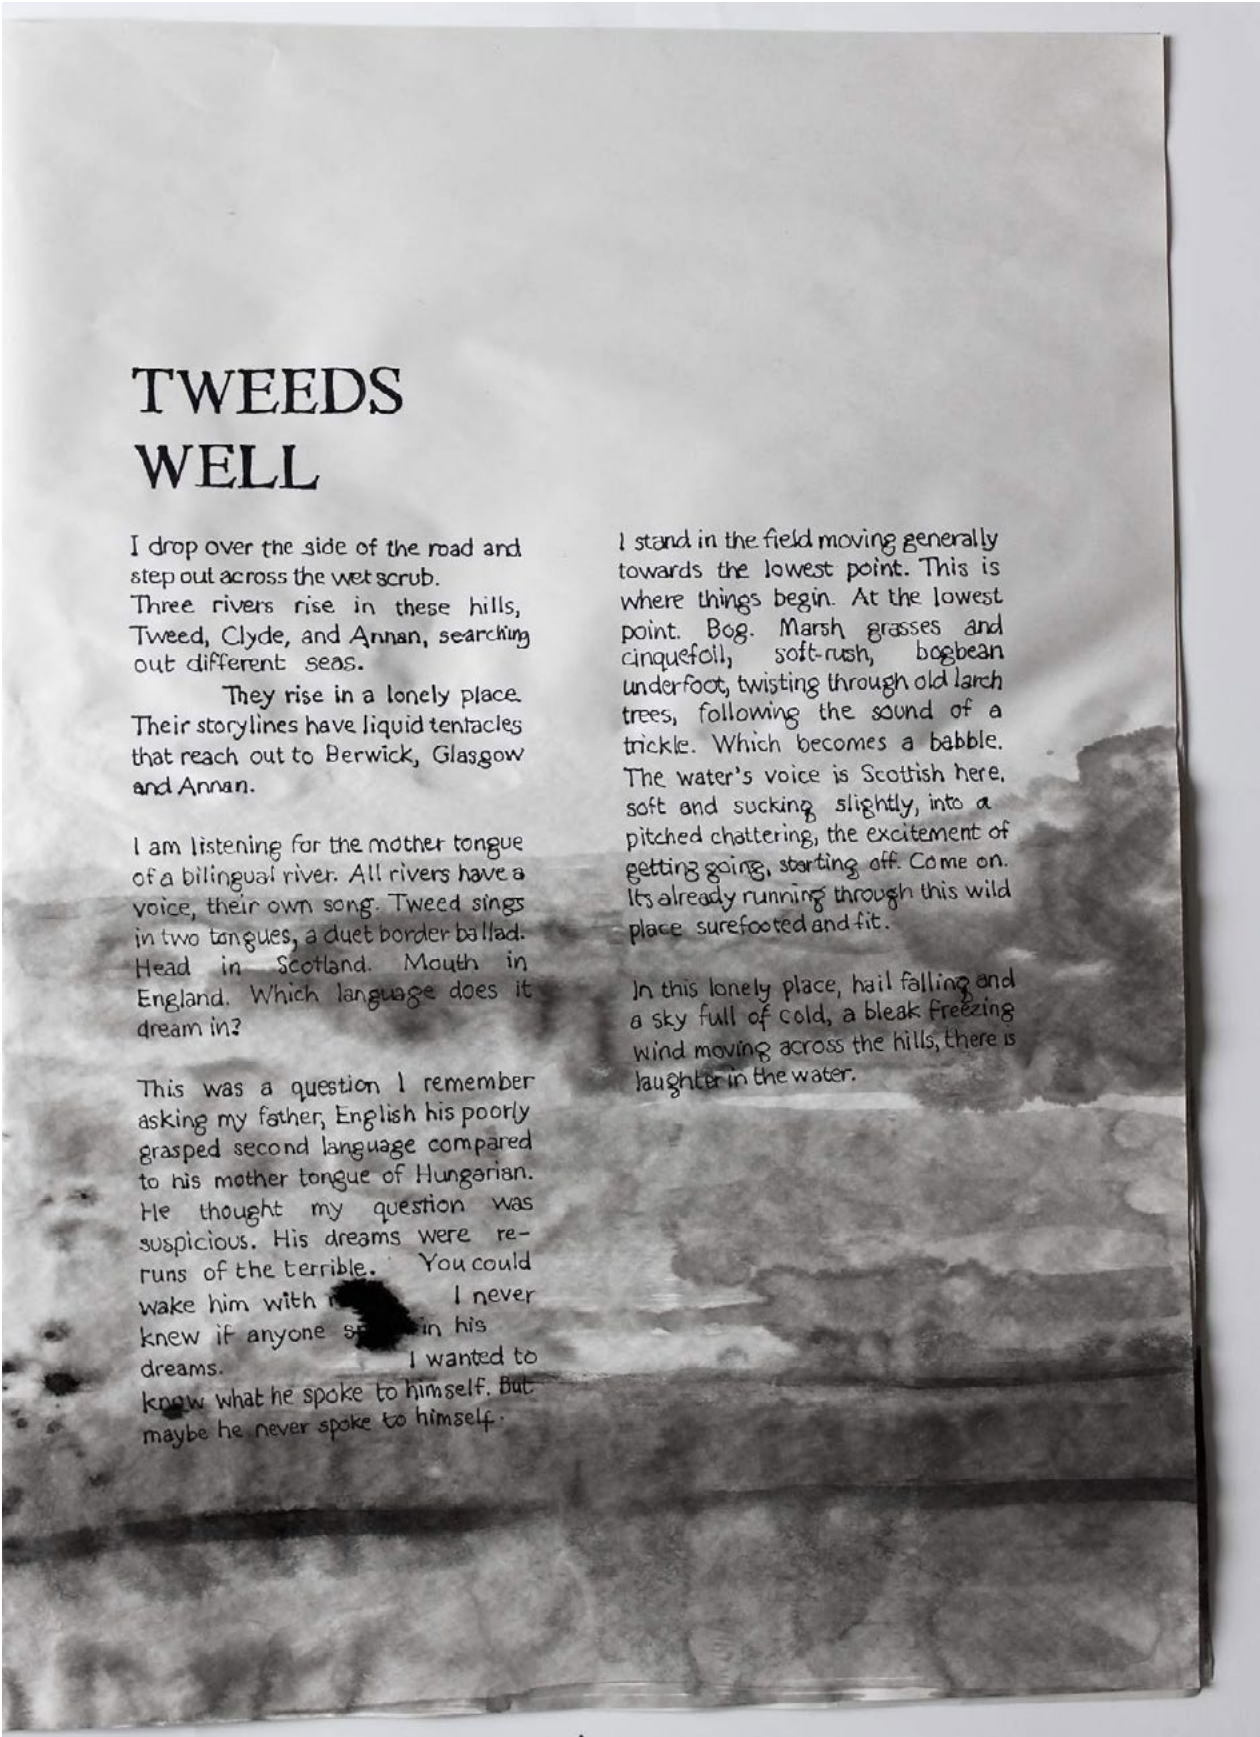 TWEEDS
WELL
I drop over the side of the road and
step out across the wet scrub.
Three rivers rise in these hills,
Tweed, Clyde, and Annan, searching
out different seas.
They rise in a lonely place.
Their storylines have liquid tentacles
that reach out to Berwick, Glasgow
and Annan.
I am listening for the mother tongue
of a bilingual river. All rivers have a
voice, their own song. Tweed sings
in two tongues, a duet border ballad.
Head in Scotland. Mouth in
England. Which language does it
dream in?
This was a question I remember
asking my father, English his poorly
grasped second language compared
to his mother tongue of Hungarian.
He thought my question was
suspicious. His dreams were re-
runs of the terrible. You could
wake him with I never
knew if anyone in his
dreams. I wanted to
know what he spoke to himself. But
maybe he never spoke to himself.
I stand in the field moving generally
towards the lowest point. This is
where things begin. At the lowest
point. Bog. Marsh grasses and
cinquefoil, soft-rush, bogbean
underfoot, twisting through old larch
trees, following the sound of a
trickle. Which becomes a babble.
The water's voice is Scottish here,
soft and sucking slightly, into a
pitched chattering, the excitement of
getting going, starting off. Come on.
Its already running through this wild
place surefooted and fit.
In this lonely place, hail falling and
a sky full of cold, a bleak freezing
wind moving across the hills, there is
laughter in the water.